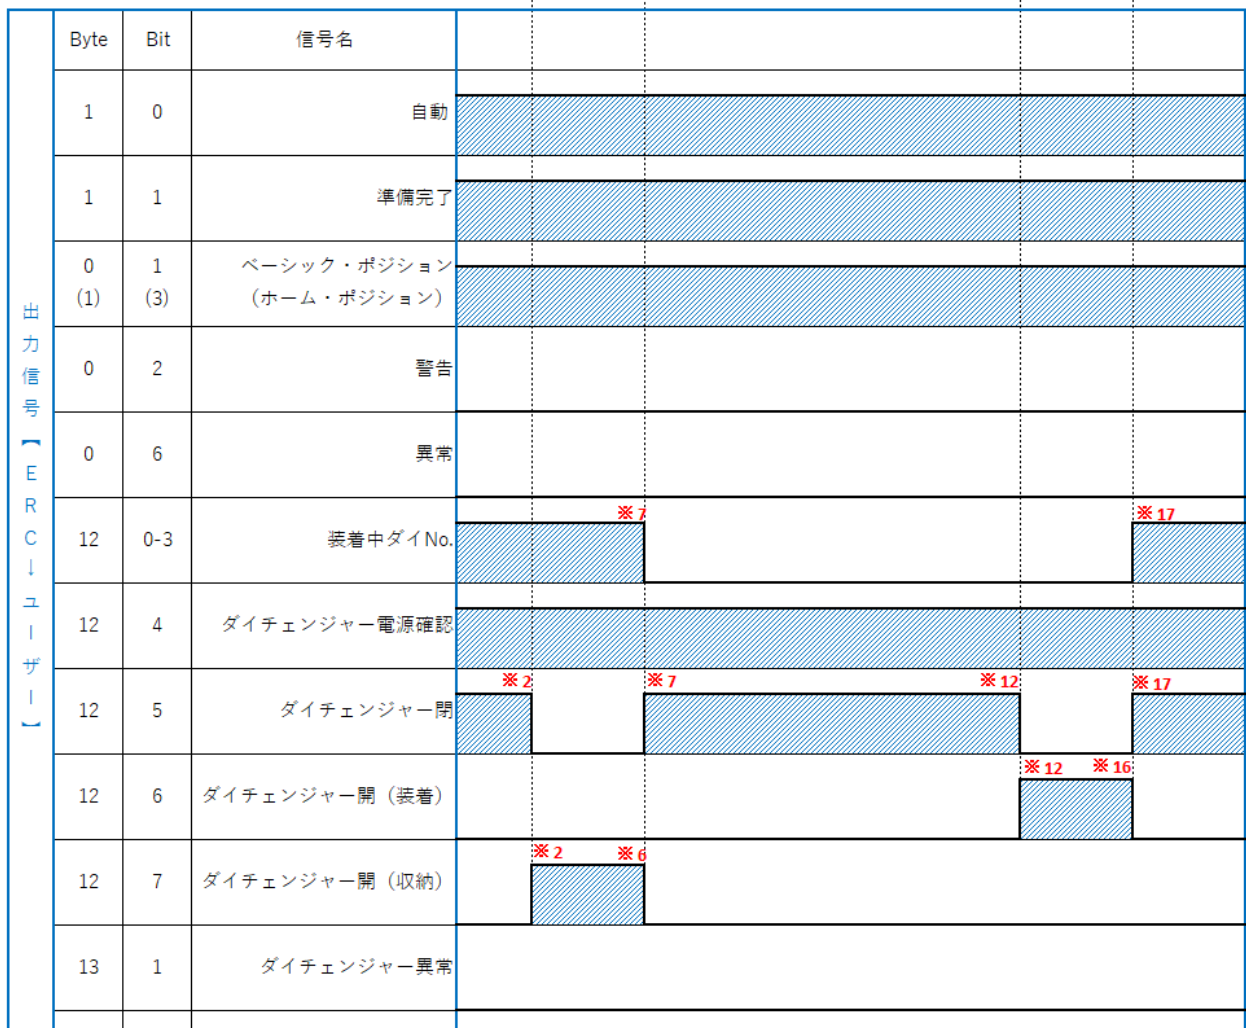 Byte Bit 信号名
1 0 自動
1 1 準備完了
0 1 ベーシック・ポジション
(1) (3) (ホーム・ポジション)
0 2 警告
0 6 異常
※7 ※17
12 0-3 装着中ダイNo.
12 4 ダイチェンジャー電源確認
※2 ※7 ※12 ※17
12 5 ダイチェンジャー閉
※12 ※16
12 6 ダイチェンジャー開（装着）
※2 ※6
12 7 ダイチェンジャー開（収納）
13 1 ダイチェンジャー異常
出力信号【ERC→ユーザー】